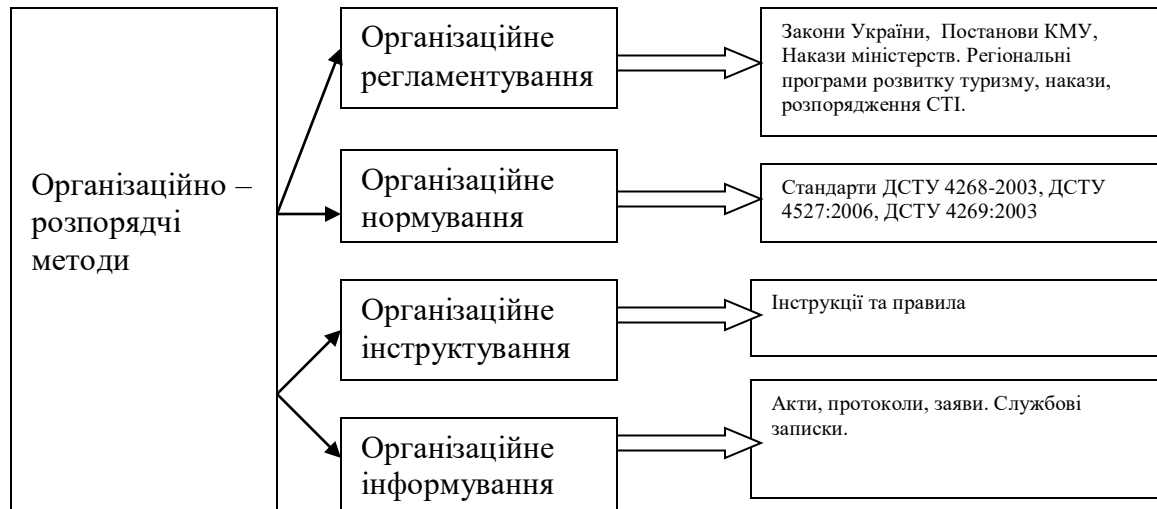 Організаційно –
розпорядчі
методи
Організаційне
регламентування
Закони України, Постанови КМУ,
Накази міністерств. Регіональні
програми розвитку туризму, накази,
розпорядження СТІ.
Організаційне
нормування
Стандарти ДСТУ 4268-2003, ДСТУ
4527:2006, ДСТУ 4269:2003
Організаційне
інструктування
Інструкції та правила
Організаційне
інформування
Акти, протоколи, заяви. Службові
записки.